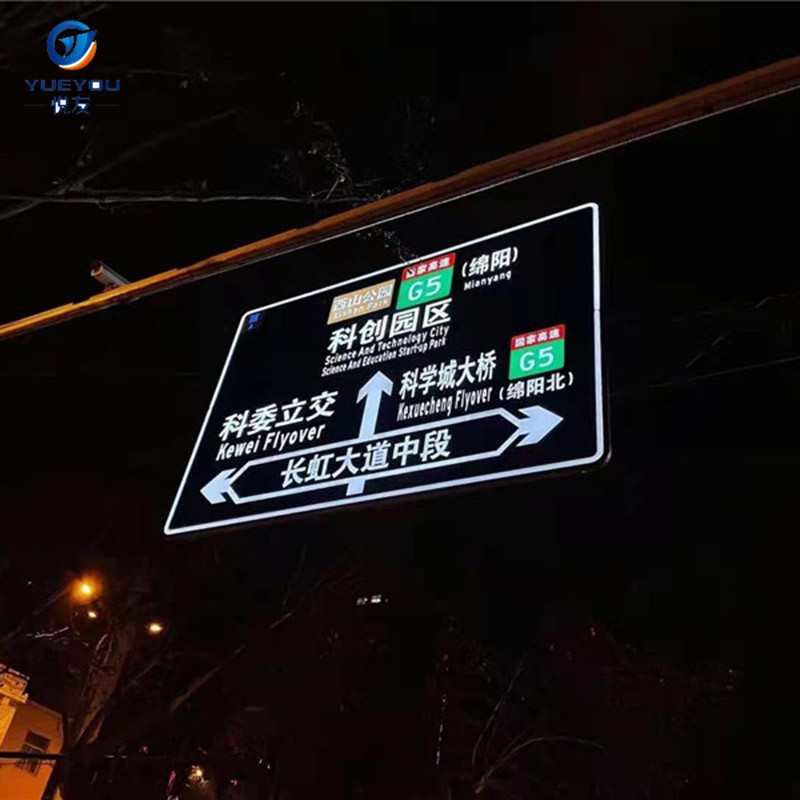 YUEYOU
悦友
西山公园
Xishan Park
国家高速
G5
(绵阳)
Mianyang
科创园区
Science And Technology City
Science And Education Start-up Park
科委立交
Kewei Flyover
科学城大桥
Kexuecheng Flyover
国家高速
G5
(绵阳北)
长虹大道中段